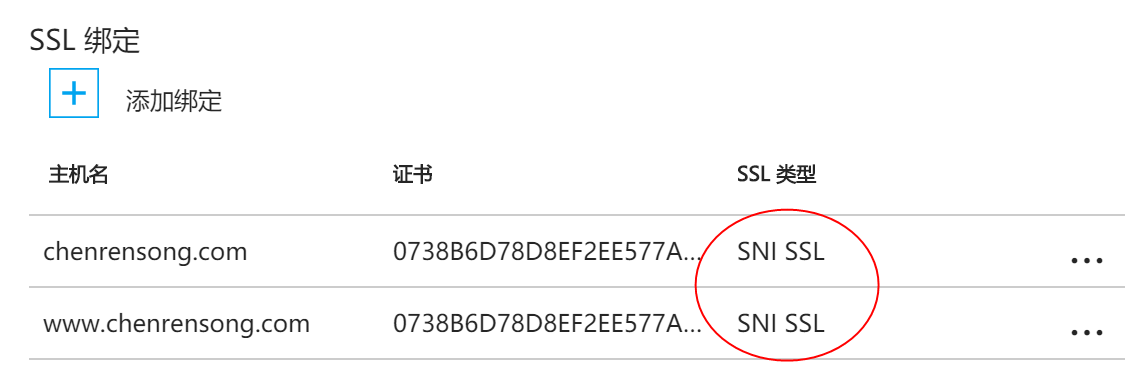 SSL 绑定
添加绑定
主机名 证书 SSL 类型
chenrensong.com 0738B6D78D8EF2EE577A... SNI SSL ...
www.chenrensong.com 0738B6D78D8EF2EE577A... SNI SSL ...